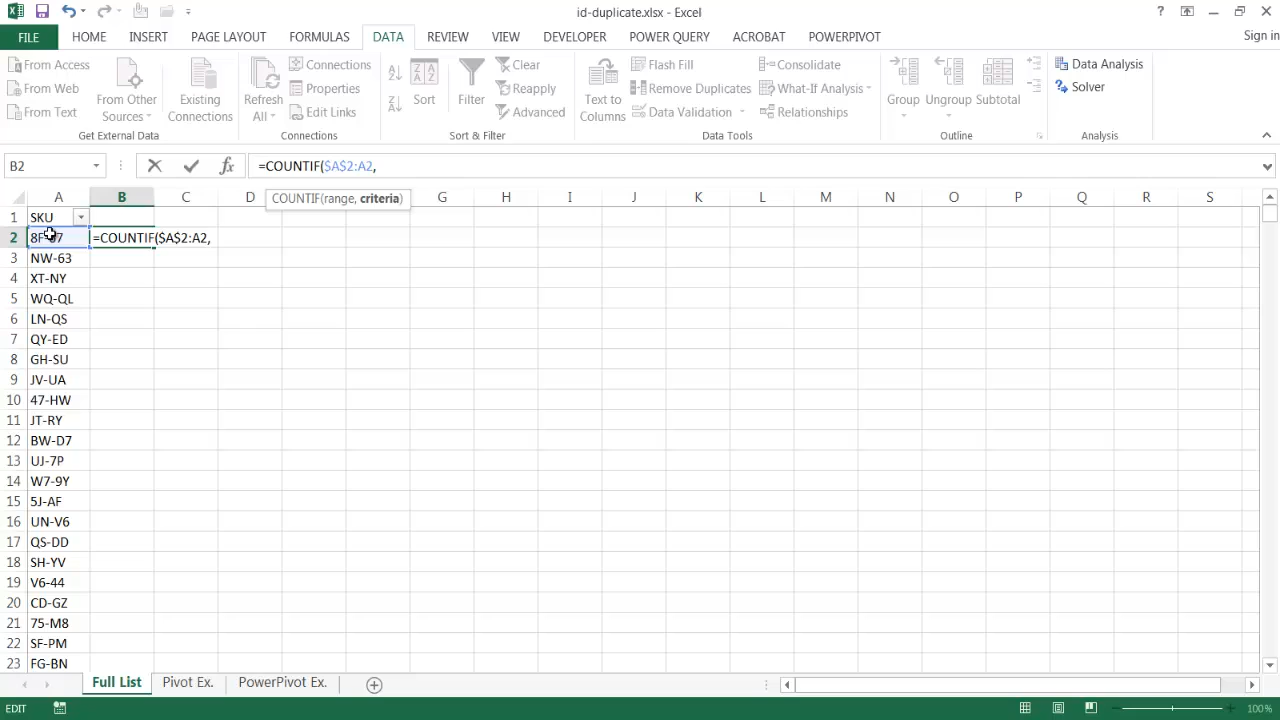 id-duplicate.xlsx - Excel
?
Sign in
FILE HOME INSERT PAGE LAYOUT FORMULAS DATA REVIEW VIEW DEVELOPER POWER QUERY ACROBAT POWERPIVOT
From Access
From Web
From Text
From Other Sources
Existing Connections
Get External Data
Refresh All
Connections
Properties
Edit Links
Connections
Sort
Filter
Clear
Reapply
Advanced
Sort & Filter
Text to Columns
Flash Fill
Remove Duplicates
Data Validation
Consolidate
What-If Analysis
Relationships
Data Tools
Group
Ungroup
Subtotal
Outline
Data Analysis
Solver
Analysis
B2 fx =COUNTIF($A$2:A2,
COUNTIF(range, criteria)
A B C D E G H I J K L M N O P Q R S
1 SKU
2 =COUNTIF($A$2:A2,
3 NW-63
4 XT-NY
5 WQ-QL
6 LN-QS
7 QY-ED
8 GH-SU
9 JV-UA
10 47-HW
11 JT-RY
12 BW-D7
13 UJ-7P
14 W7-9Y
15 5J-AF
16 UN-V6
17 QS-DD
18 SH-YV
19 V6-44
20 CD-GZ
21 75-M8
22 SF-PM
23 FG-BN
Full List Pivot Ex. PowerPivot Ex.
EDIT 100%